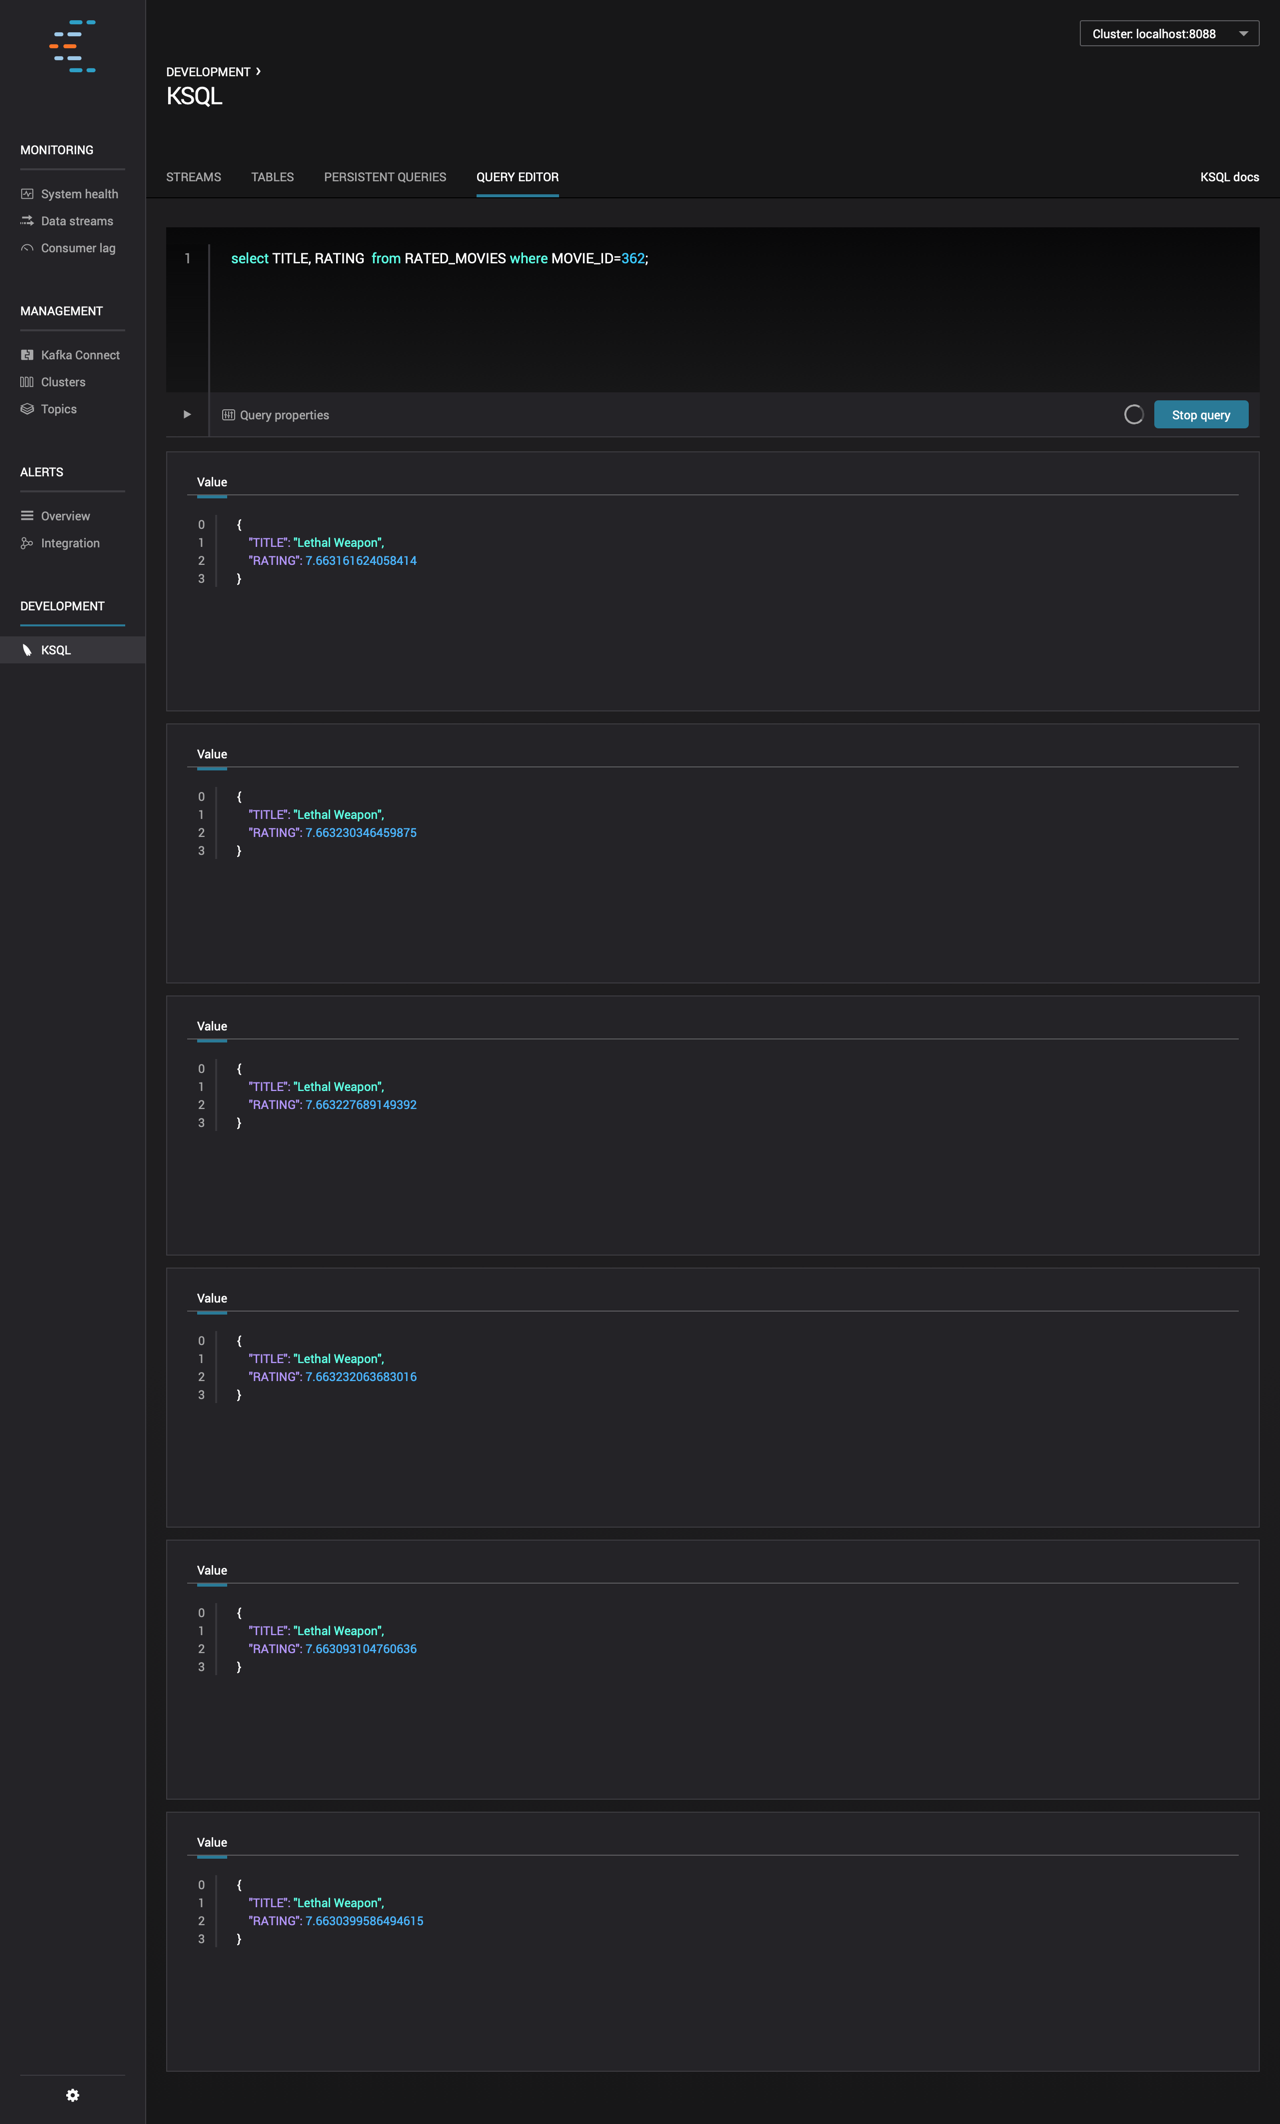 Cluster: localhost:8088
DEVELOPMENT ›
KSQL
MONITORING
System health
Data streams
Consumer lag
MANAGEMENT
Kafka Connect
Clusters
Topics
ALERTS
Overview
Integration
DEVELOPMENT
KSQL
STREAMS TABLES PERSISTENT QUERIES QUERY EDITOR KSQL docs
1 select TITLE, RATING from RATED_MOVIES where MOVIE_ID=362;
Query properties Stop query
Value
0 {
1 "TITLE": "Lethal Weapon",
2 "RATING": 7.663161624058414
3 }
Value
0 {
1 "TITLE": "Lethal Weapon",
2 "RATING": 7.663230346459875
3 }
Value
0 {
1 "TITLE": "Lethal Weapon",
2 "RATING": 7.663227689149392
3 }
Value
0 {
1 "TITLE": "Lethal Weapon",
2 "RATING": 7.663232063683016
3 }
Value
0 {
1 "TITLE": "Lethal Weapon",
2 "RATING": 7.663093104760636
3 }
Value
0 {
1 "TITLE": "Lethal Weapon",
2 "RATING": 7.6630399586494615
3 }